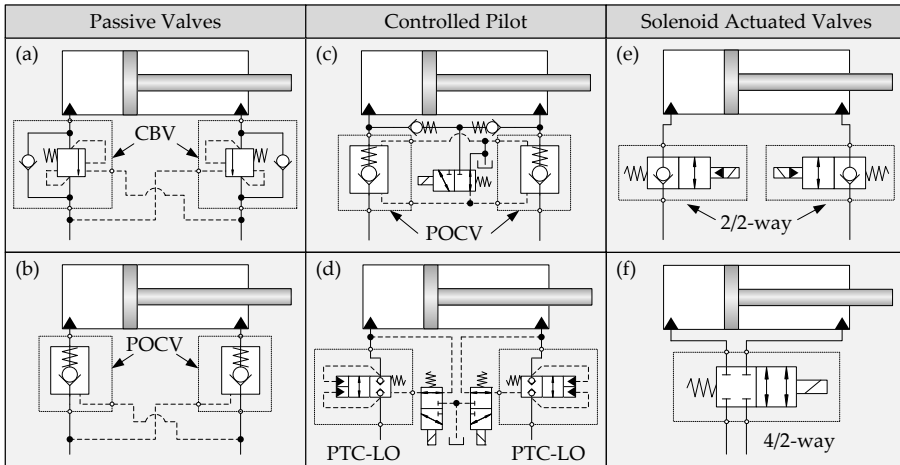 Passive Valves
Controlled Pilot
Solenoid Actuated Valves
(a)
CBV
(c)
POCV
(e)
2/2-way
(b)
POCV
(d)
PTC-LO
PTC-LO
(f)
4/2-way